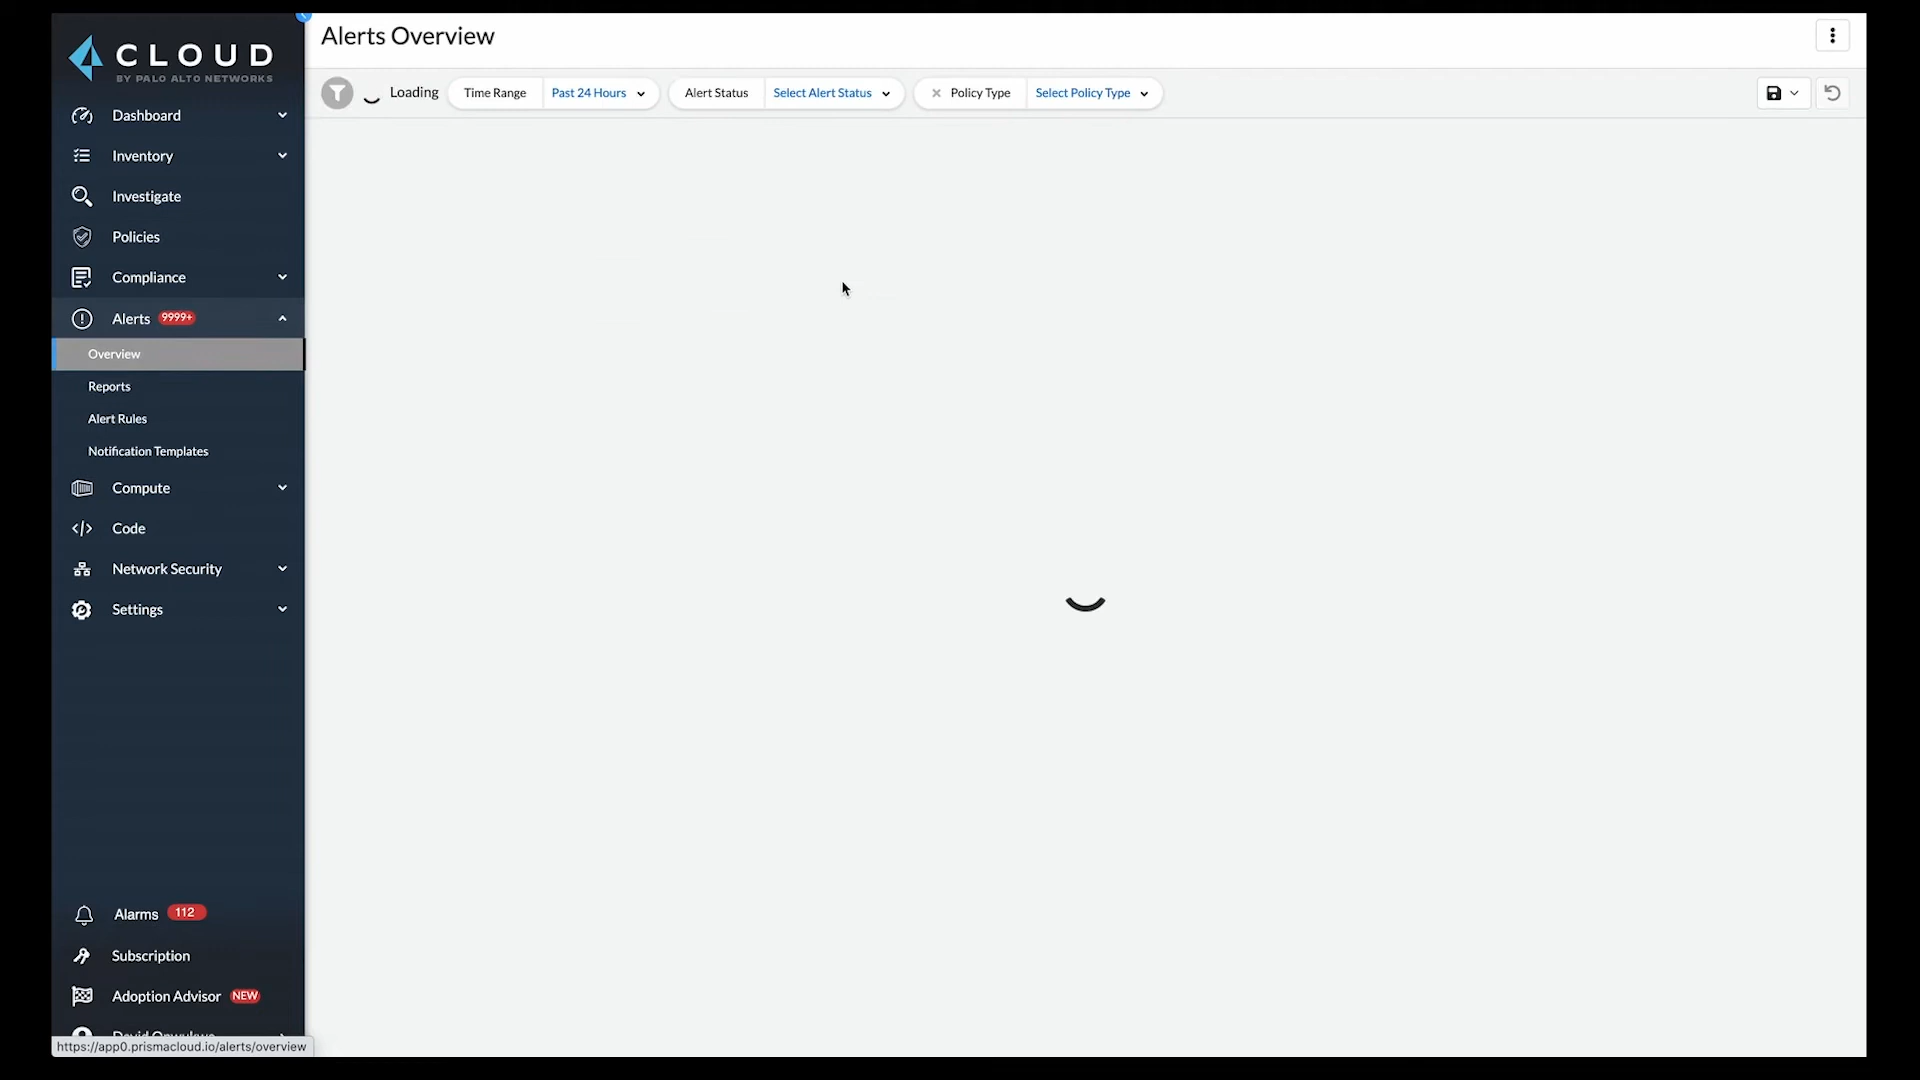 CLOUD
BY PALO ALTO NETWORKS
Dashboard
Inventory
Investigate
Policies
Compliance
Alerts 9999+
Overview
Reports
Alert Rules
Notification Templates
Compute
Code
Network Security
Settings
Alarms 112
Subscription
Adoption Advisor NEW
https://app0.prismacloud.io/alerts/overview
Alerts Overview
Loading Time Range Past 24 Hours Alert Status Select Alert Status Policy Type Select Policy Type